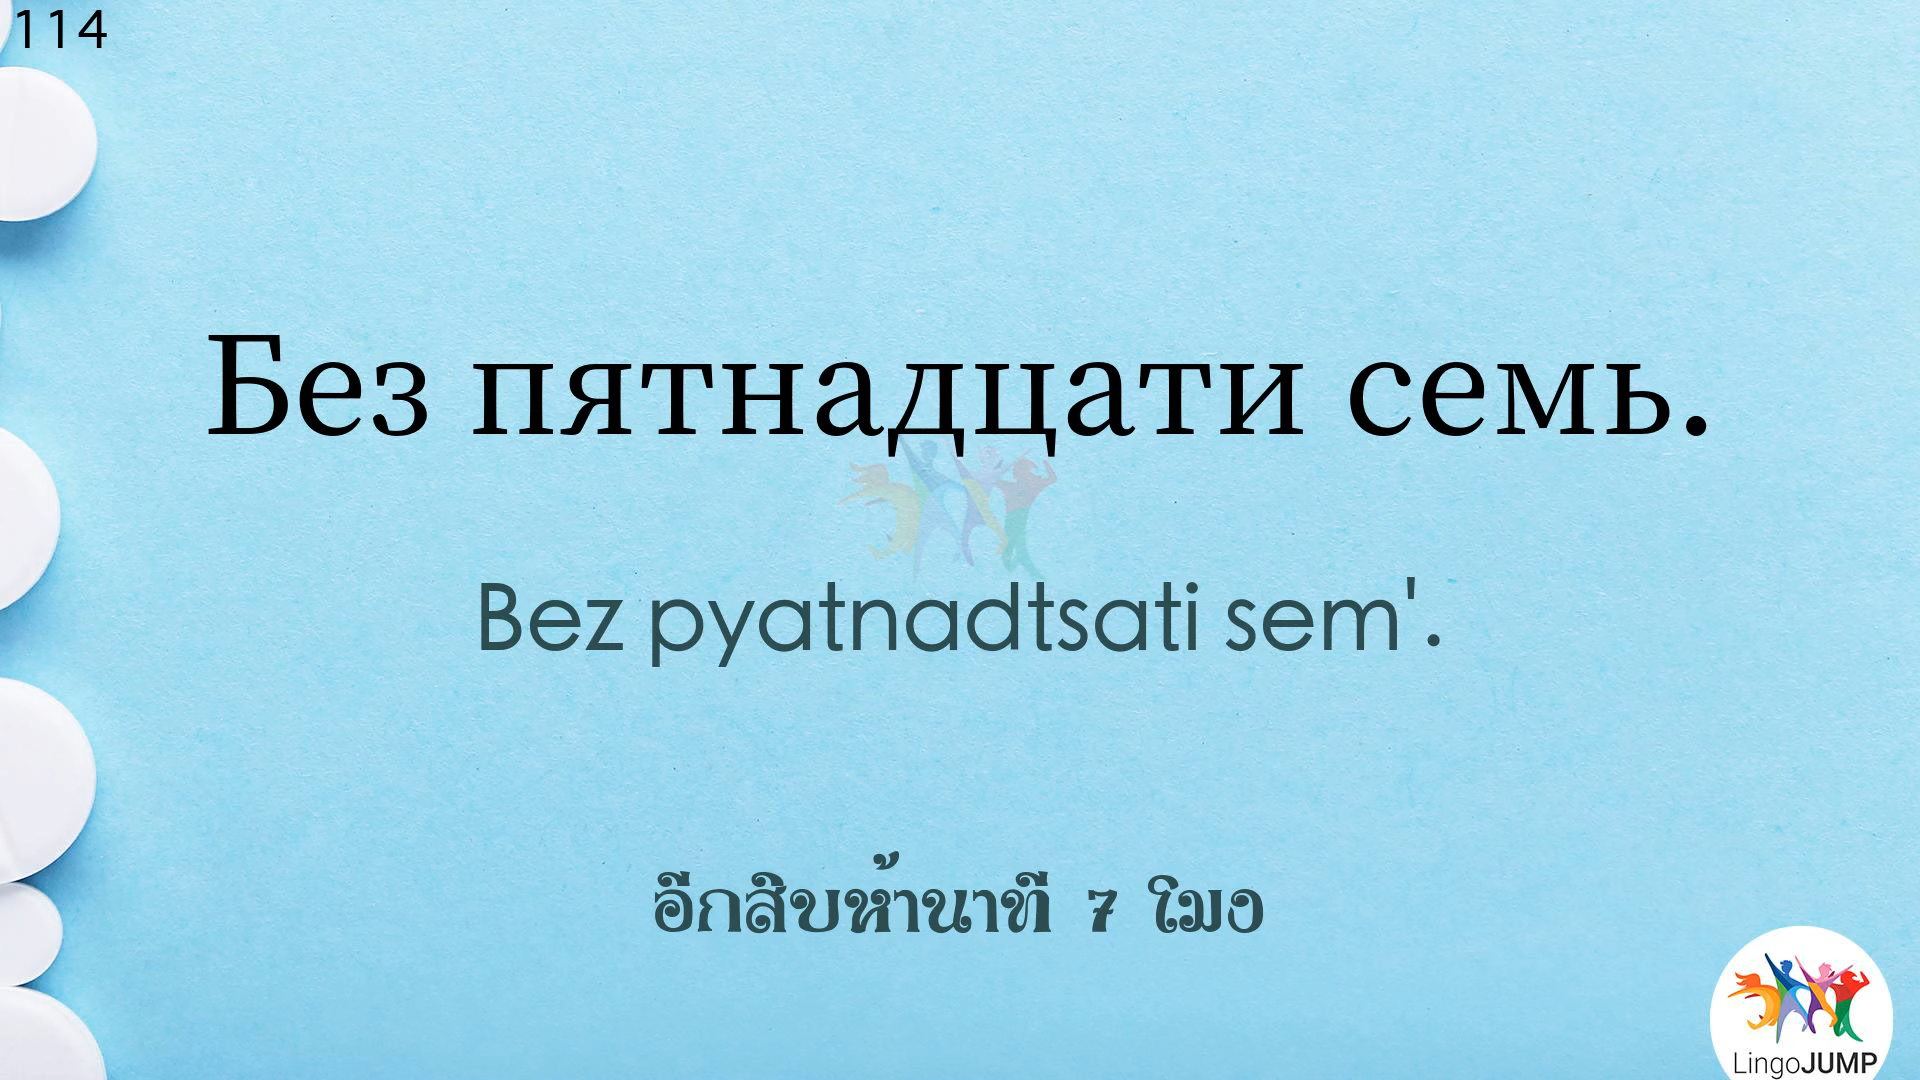 114
Без пятнадцати семь.
Bez pyatnadtsati sem'.
อีกสิบห้านาที 7 โมง
LingoJUMP